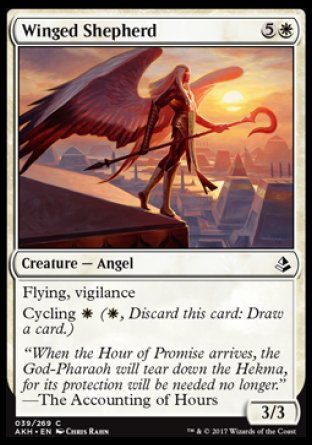 Winged Shepherd 5
Creature — Angel
Flying, vigilance
Cycling (, Discard this card: Draw
a card.)
"When the Hour of Promise arrives, the
God-Pharaoh will tear down the Hekma,
for its protection will be needed no longer."
—The Accounting of Hours
3/3
039/269 C
AKH • EN Chris Rahn ™ & © 2017 Wizards of the Coast